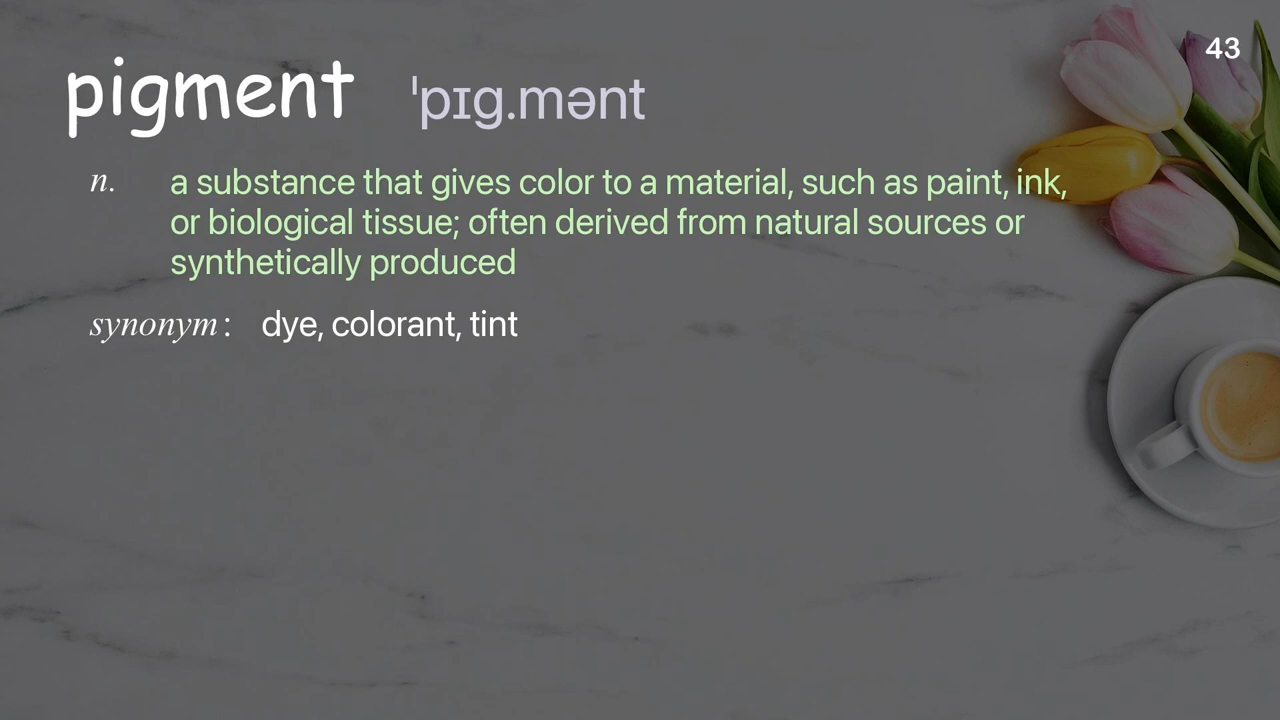 43
pigment ˈpɪg.mənt
n. a substance that gives color to a material, such as paint, ink,
or biological tissue; often derived from natural sources or
synthetically produced
synonym: dye, colorant, tint